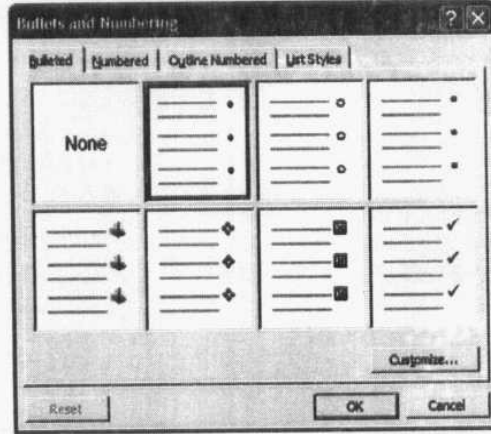 Bullets and Numbering
Bulleted Numbered Outline Numbered List Styles
None
Customize...
Reset OK Cancel